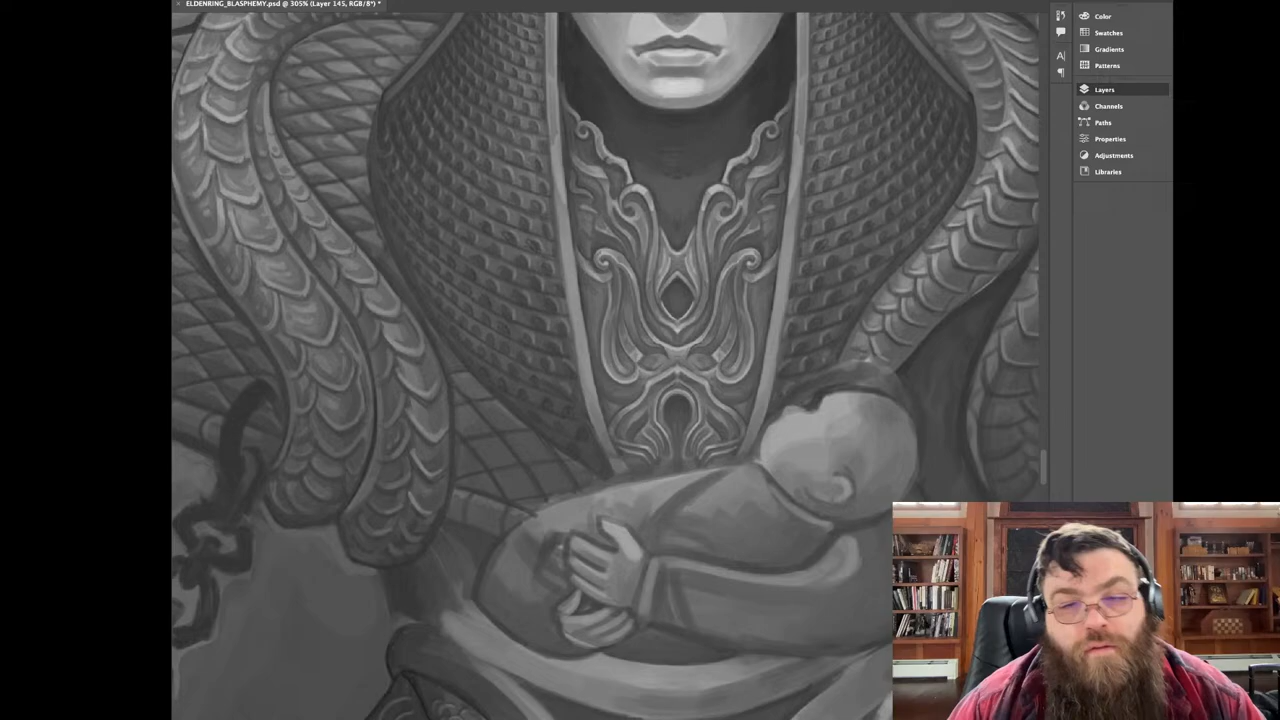 ELDENRING_BLASPHEMY.psd @ 305% (Layer 145, RGB/8*) *
Color
Swatches
Gradients
Patterns
Layers
Channels
Paths
Properties
Adjustments
Libraries